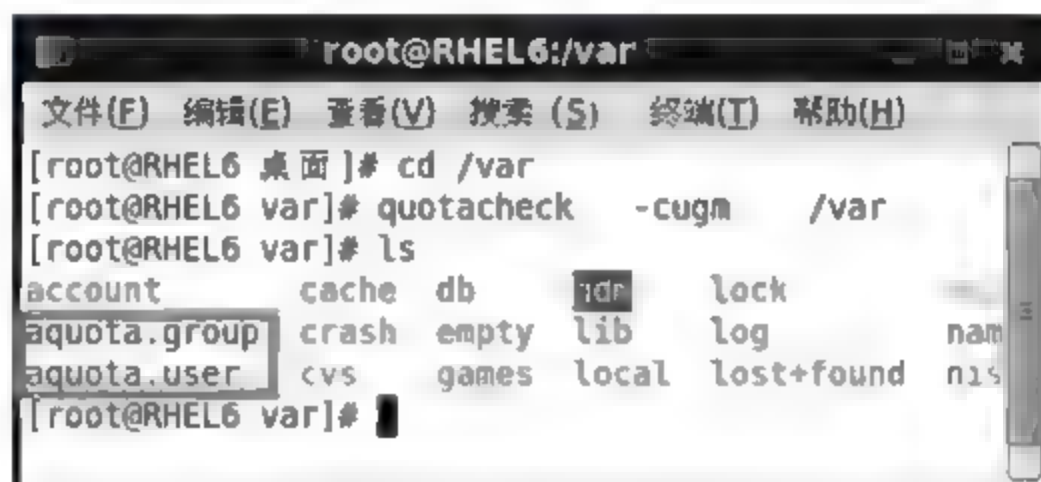 root@RHEL6:/var
文件(F) 编辑(E) 查看(V) 搜索 (S) 终端(T) 帮助(H)
[root@RHEL6 桌面 ]# cd /var
[root@RHEL6 var]# quotacheck -cugm /var
[root@RHEL6 var]# ls
account cache db lock
aquota.group crash empty lib log nam
aquota.user cvs games local lost+found nis
[root@RHEL6 var]#